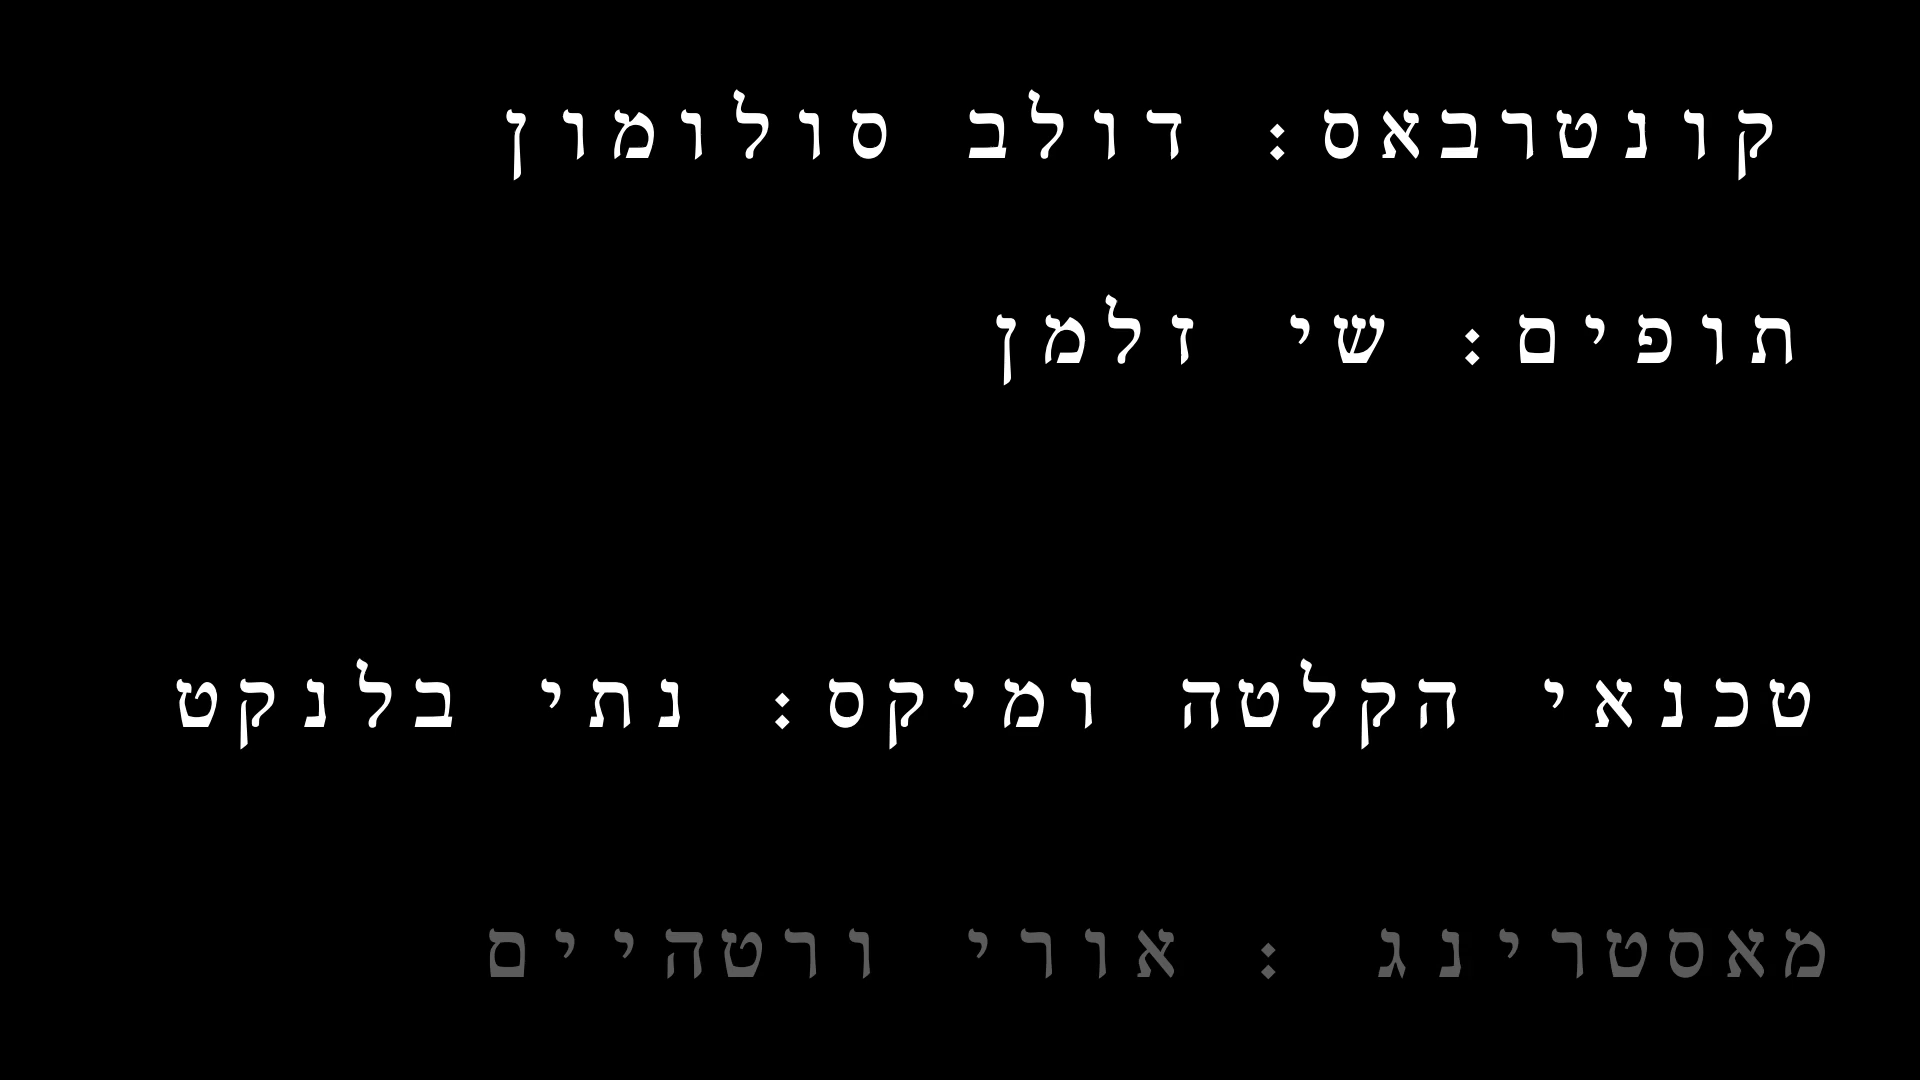 קונטרבאס: דולב סולומון
תופים: שי זלמן
טכנאי הקלטה ומיקס: נתי בלנקט
מאסטרינג : אורי ורטהיים